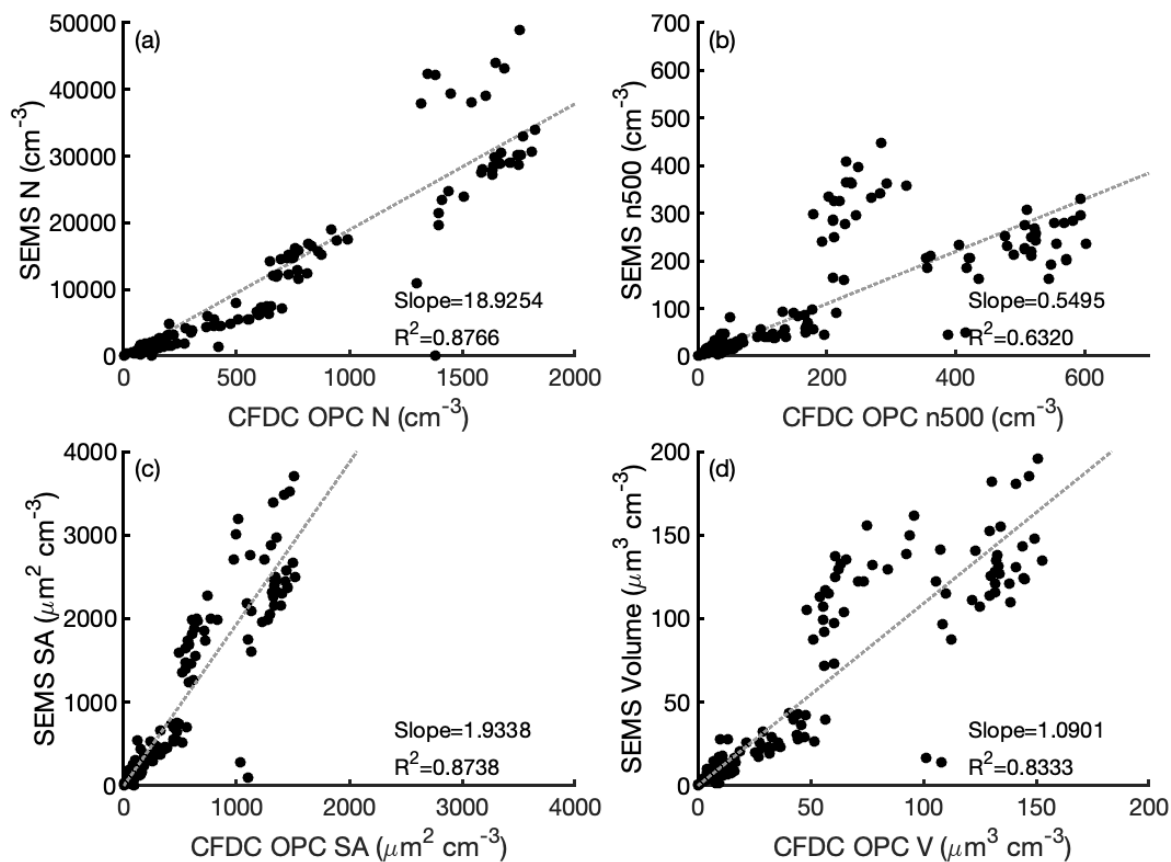 (a)
50000
40000
30000
20000
10000
0
SEMS N (cm⁻³)
Slope=18.9254
R²=0.8766
0 500 1000 1500 2000
CFDC OPC N (cm⁻³)
(b)
700
600
500
400
300
200
100
0
SEMS n500 (cm⁻³)
Slope=0.5495
R²=0.6320
0 200 400 600
CFDC OPC n500 (cm⁻³)
(c)
4000
3000
2000
1000
0
SEMS SA (μm² cm⁻³)
Slope=1.9338
R²=0.8738
0 1000 2000 3000 4000
CFDC OPC SA (μm² cm⁻³)
(d)
200
150
100
50
0
SEMS Volume (μm³ cm⁻³)
Slope=1.0901
R²=0.8333
0 50 100 150 200
CFDC OPC V (μm³ cm⁻³)